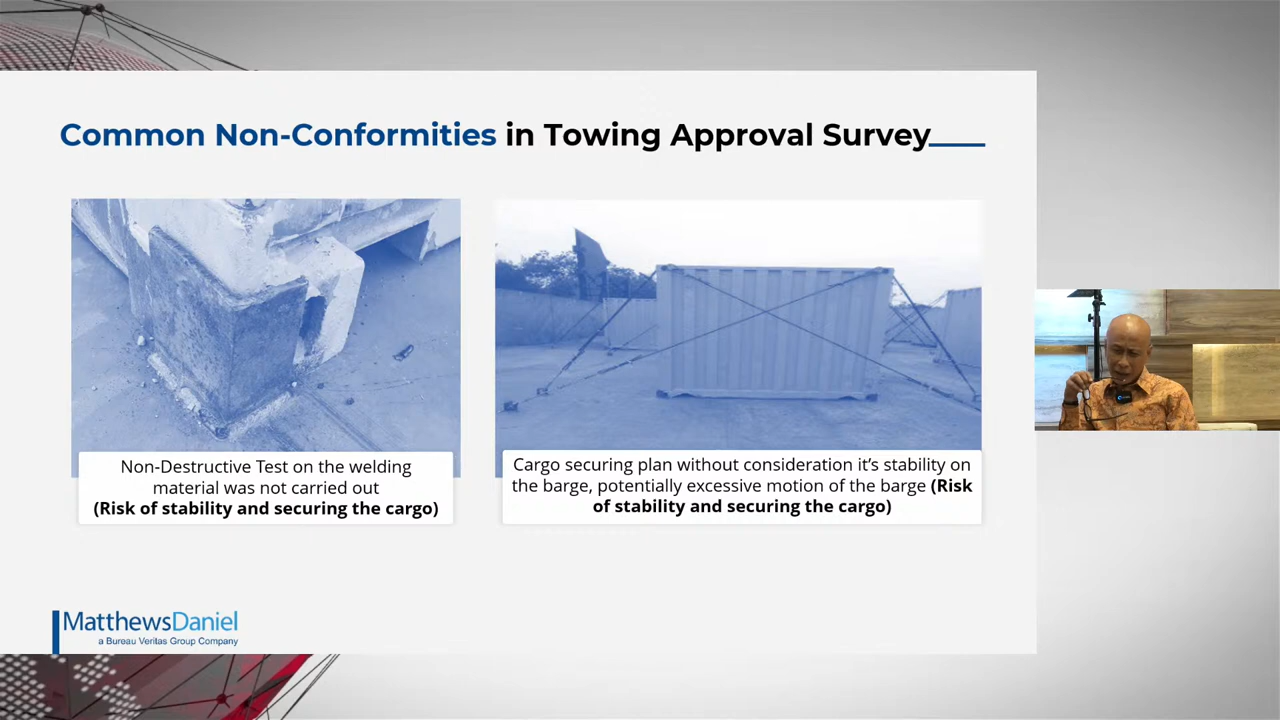 Common Non-Conformities in Towing Approval Survey
Non-Destructive Test on the welding
material was not carried out
(Risk of stability and securing the cargo)
Cargo securing plan without consideration it's stability on
the barge, potentially excessive motion of the barge (Risk
of stability and securing the cargo)
MatthewsDaniel
a Bureau Veritas Group Company